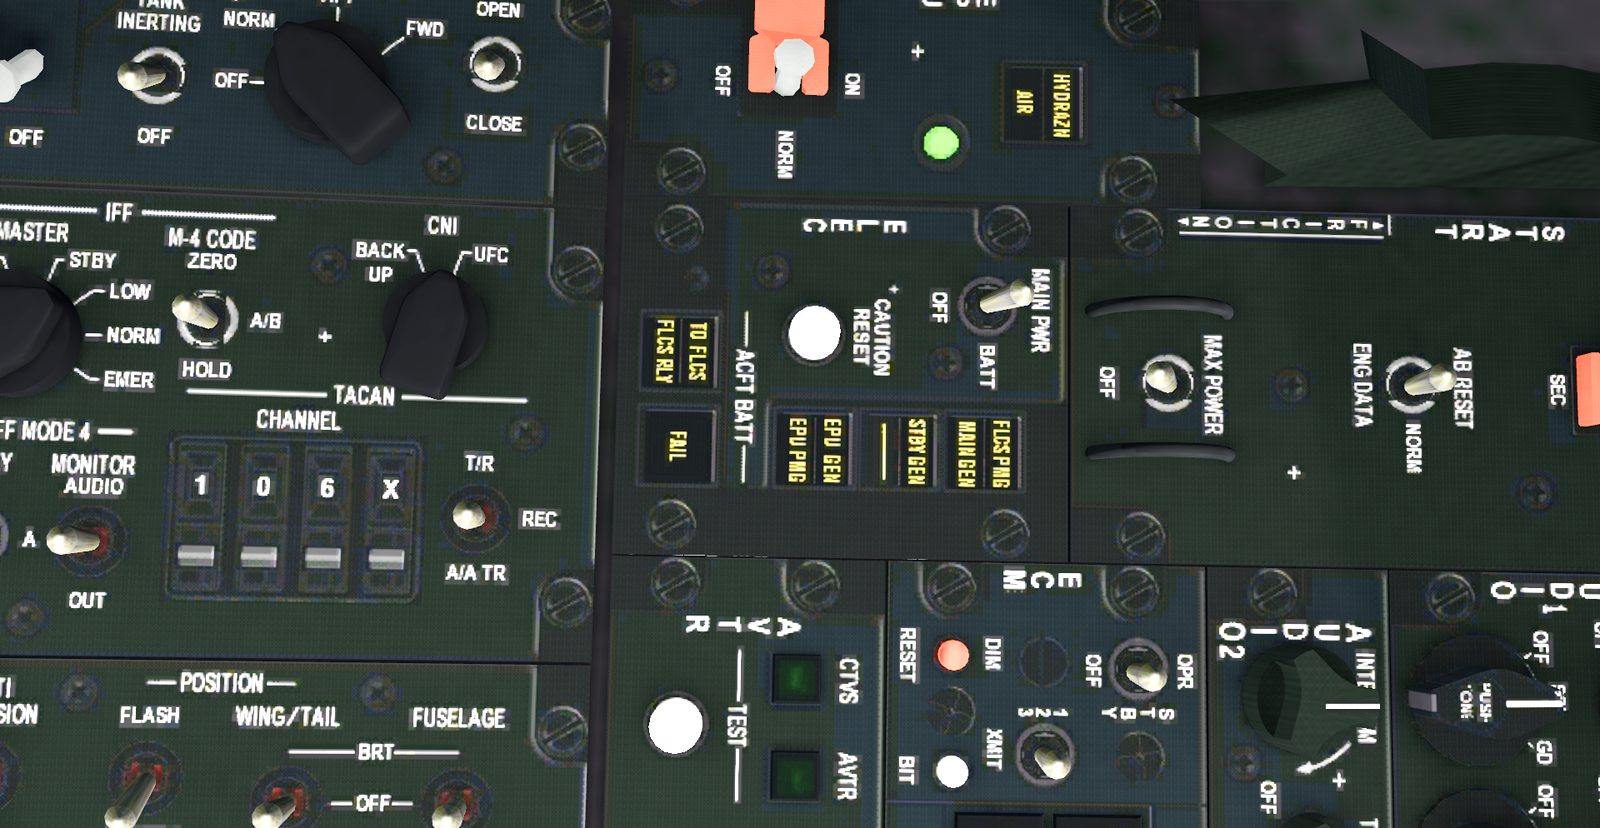 TANK
INERTING
OFF
OFF
NORM
OFF
FWD
OPEN
CLOSE
IFF
MASTER
STBY
LOW
NORM
EMER
M-4 CODE
ZERO
A/B
HOLD
CNI
BACK
UP
UFC
TACAN
CHANNEL
1 0 6 X
T/R
REC
A/A TR
MODE 4
MONITOR
AUDIO
A
OUT
POSITION
FLASH
WING/TAIL
FUSELAGE
BRT
OFF
OFF
ON
NORM
HYDRAZN
AIR
ELEC
CAUTION
RESET
MAIN PWR
OFF
BATT
TO FLCS
FLCS RLY
FAIL
ACFT BATT
EPU GEN
EPU PMG
STBY GEN
FLCS PMG
MAIN GEN
START
FRICTION
MAX POWER
OFF
AB RESET
ENG DATA
NORM
SEC
AVTR
TEST
CTVS
AVTR
ECM
RESET
DIM
OFF
OPR
STBY
1
2
3
XMIT
BIT
AUDIO 2
OFF
OFF
GD
OFF